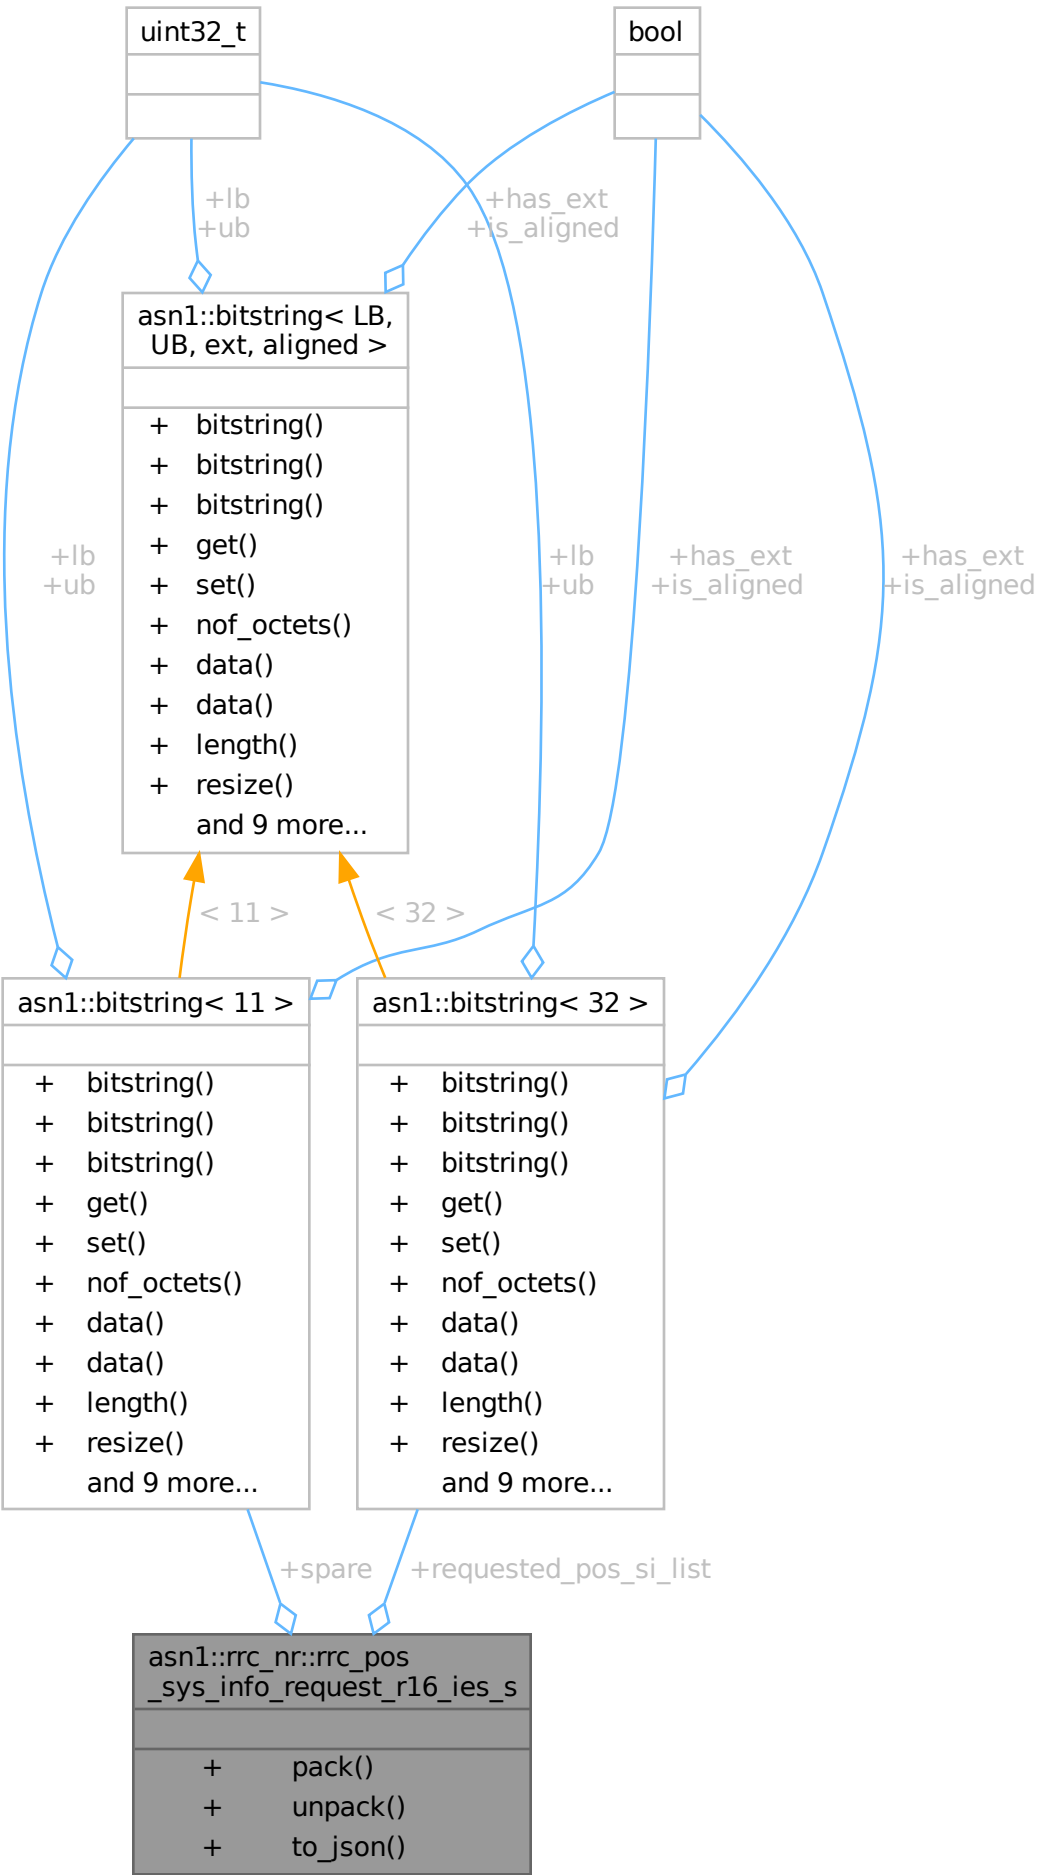 uint32_t
bool
+lb
+ub
+has_ext
+is_aligned
asn1::bitstring< LB,
UB, ext, aligned >
+ bitstring()
+ bitstring()
+ bitstring()
+ get()
+ set()
+ nof_octets()
+ data()
+ data()
+ length()
+ resize()
and 9 more...
+lb
+ub
+lb
+ub
+has_ext
+is_aligned
+has_ext
+is_aligned
< 11 >
< 32 >
asn1::bitstring< 11 >
+ bitstring()
+ bitstring()
+ bitstring()
+ get()
+ set()
+ nof_octets()
+ data()
+ data()
+ length()
+ resize()
and 9 more...
asn1::bitstring< 32 >
+ bitstring()
+ bitstring()
+ bitstring()
+ get()
+ set()
+ nof_octets()
+ data()
+ data()
+ length()
+ resize()
and 9 more...
+spare
+requested_pos_si_list
asn1::rrc_nr::rrc_pos
_sys_info_request_r16_ies_s
+ pack()
+ unpack()
+ to_json()